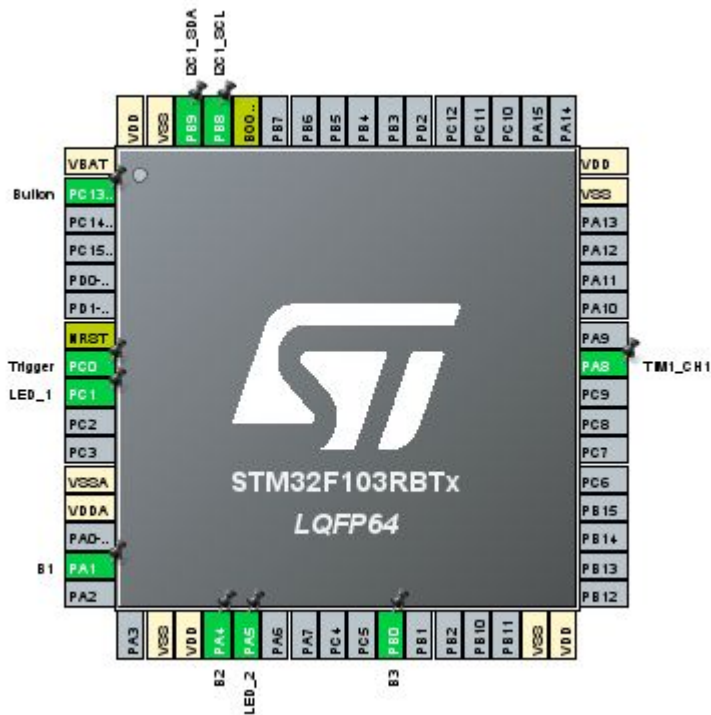 I2C1_SDA
I2C1_SCL
VDD
VSS
PB9
PB8
BOO..
PB7
PB6
PB5
PB4
PB3
PD2
PC12
PC11
PC10
PA15
PA14
VBAT
Button
PC13..
PC14..
PC15..
PD0-..
PD1-..
NRST
Trigger
PC0
LED_1
PC1
PC2
PC3
VSSA
VDDA
PA0-..
B1
PA1
PA2
STM32F103RBTx
LQFP64
VDD
VSS
PA13
PA12
PA11
PA10
PA9
PA8
TIM1_CH1
PC9
PC8
PC7
PC6
PB15
PB14
PB13
PB12
PA3
VSS
VDD
PA4
PA5
PA6
PA7
PC4
PC5
PB0
PB1
PB2
PB10
PB11
VSS
VDD
B2
LED_2
B3